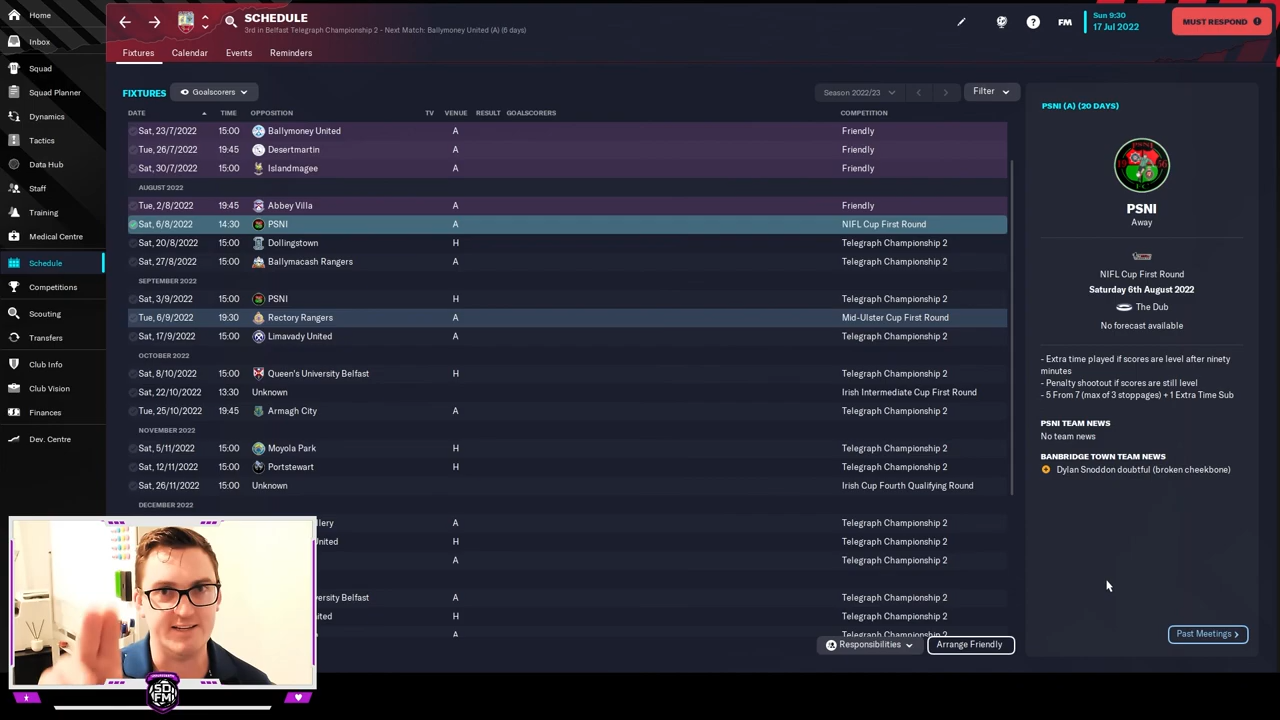 Home
Inbox
Squad
Squad Planner
Dynamics
Tactics
Data Hub
Staff
Training
Medical Centre
Schedule
Competitions
Scouting
Transfers
Club Info
Club Vision
Finances
Dev. Centre
SCHEDULE
3rd in Belfast Telegraph Championship 2 - Next Match: Ballymoney United (A) (6 days)
FM
Sun 9:30
17 Jul 2022
MUST RESPOND
Fixtures Calendar Events Reminders
FIXTURES Goalscorers Season 2022/23 Filter
DATE TIME OPPOSITION TV VENUE RESULT GOALSCORERS COMPETITION
Sat, 23/7/2022 15:00 Ballymoney United A Friendly
Tue, 26/7/2022 19:45 Desertmartin A Friendly
Sat, 30/7/2022 15:00 Islandmagee A Friendly
AUGUST 2022
Tue, 2/8/2022 19:45 Abbey Villa A Friendly
Sat, 6/8/2022 14:30 PSNI A NIFL Cup First Round
Sat, 20/8/2022 15:00 Dollingstown H Telegraph Championship 2
Sat, 27/8/2022 15:00 Ballymacash Rangers A Telegraph Championship 2
SEPTEMBER 2022
Sat, 3/9/2022 15:00 PSNI H Telegraph Championship 2
Tue, 6/9/2022 19:30 Rectory Rangers A Mid-Ulster Cup First Round
Sat, 17/9/2022 15:00 Limavady United A Telegraph Championship 2
OCTOBER 2022
Sat, 8/10/2022 15:00 Queen's University Belfast H Telegraph Championship 2
Sat, 22/10/2022 13:30 Unknown Irish Intermediate Cup First Round
Tue, 25/10/2022 19:45 Armagh City A Telegraph Championship 2
NOVEMBER 2022
Sat, 5/11/2022 15:00 Moyola Park H Telegraph Championship 2
Sat, 12/11/2022 15:00 Portstewart H Telegraph Championship 2
Sat, 26/11/2022 15:00 Unknown Irish Cup Fourth Qualifying Round
DECEMBER 2022
llery A Telegraph Championship 2
Inited H Telegraph Championship 2
A Telegraph Championship 2
ersity Belfast A Telegraph Championship 2
ited H Telegraph Championship 2
A Telegraph Championship 2
Responsibilities Arrange Friendly
PSNI (A) (20 DAYS)
PSNI
19 56
PSNI
Away
NIFL Cup First Round
Saturday 6th August 2022
The Dub
No forecast available
- Extra time played if scores are level after ninety
minutes
- Penalty shootout if scores are still level
- 5 From 7 (max of 3 stoppages) + 1 Extra Time Sub
PSNI TEAM NEWS
No team news
BANBRIDGE TOWN TEAM NEWS
Dylan Snoddon doubtful (broken cheekbone)
Past Meetings
SD
FM